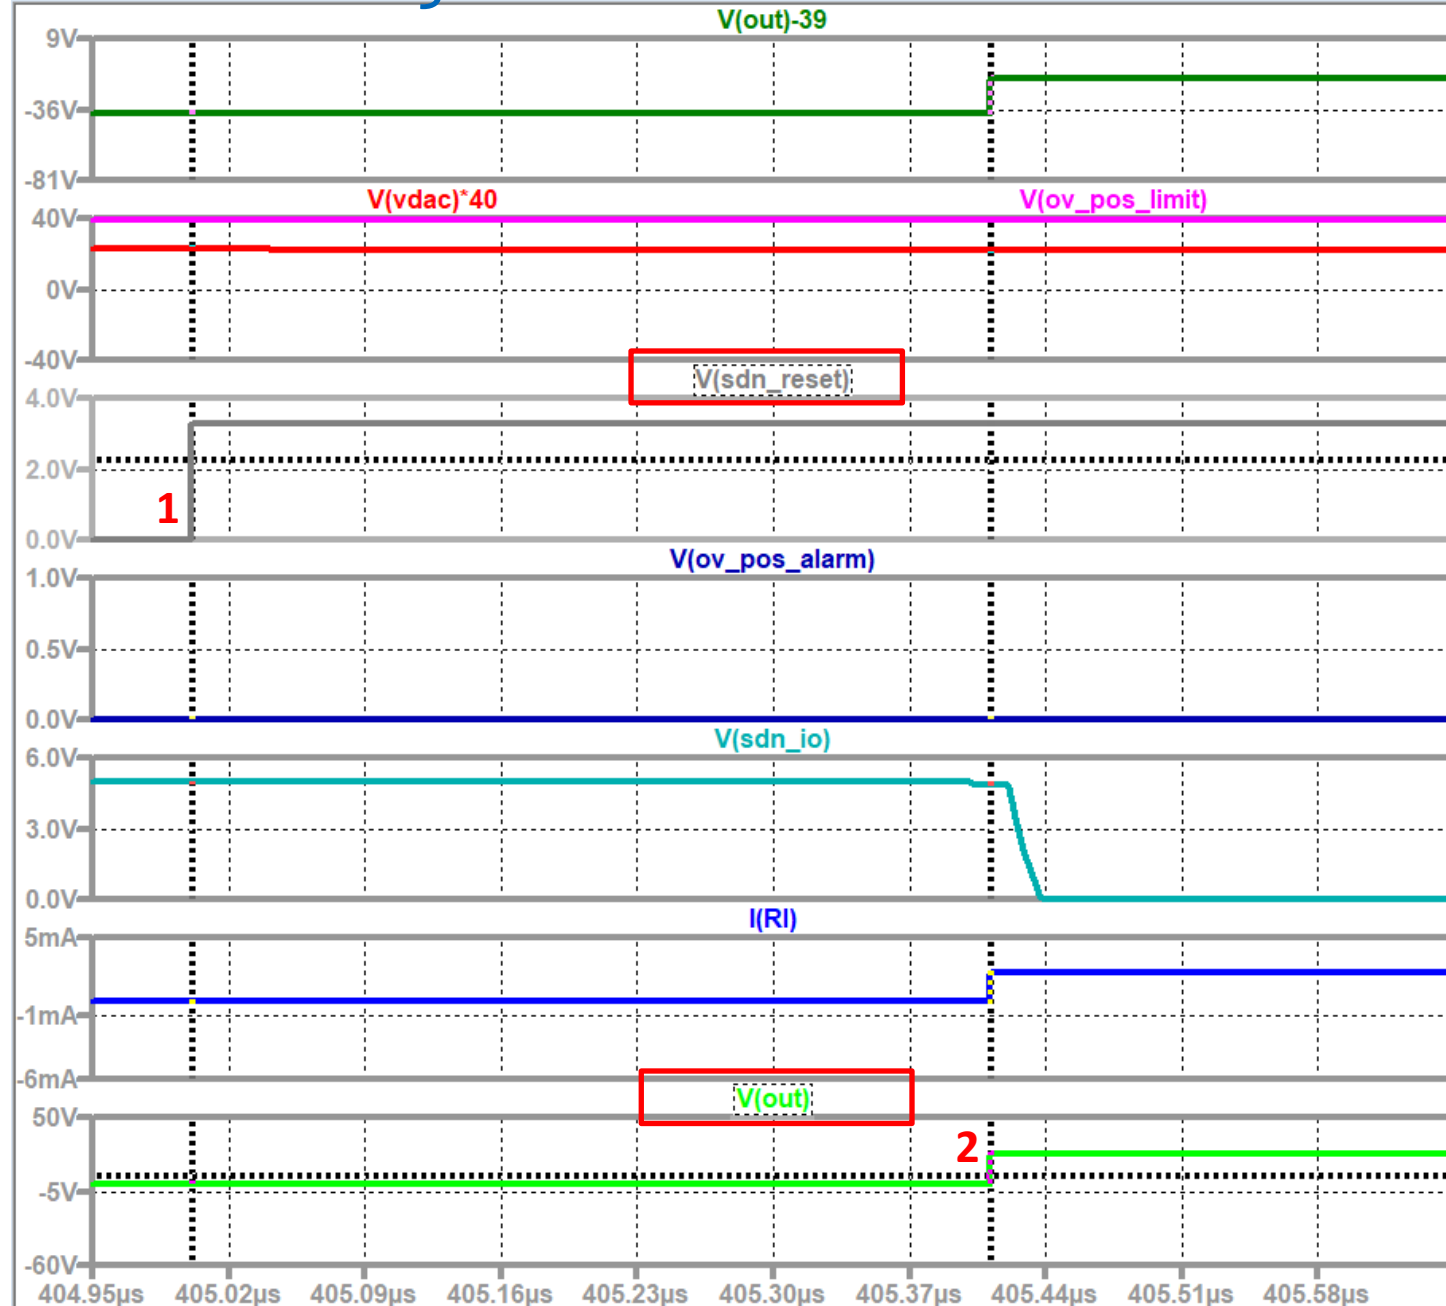 V(out)-39
9V
-36V
-81V
V(vdac)*40 V(ov_pos_limit)
40V
0V
-40V
V(sdn_reset)
4.0V
2.0V
1
0.0V
V(ov_pos_alarm)
1.0V
0.5V
0.0V
V(sdn_io)
6.0V
3.0V
0.0V
I(RI)
5mA
-1mA
-6mA
V(out)
50V
2
-5V
-60V
404.95µs 405.02µs 405.09µs 405.16µs 405.23µs 405.30µs 405.37µs 405.44µs 405.51µs 405.58µs